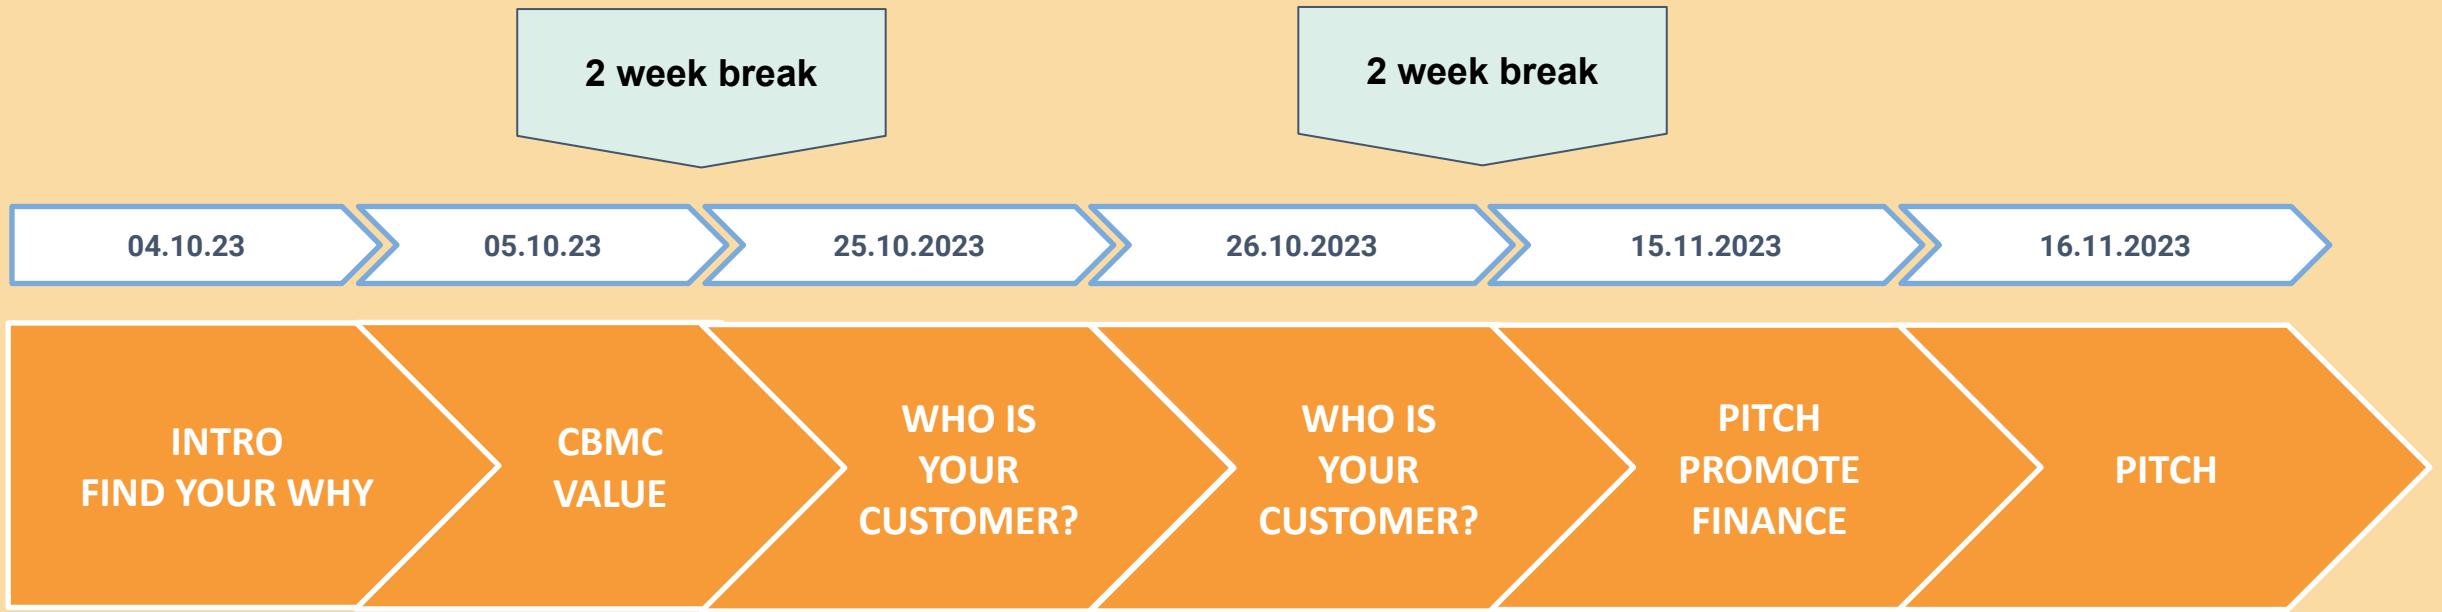 2 week break
2 week break
04.10.23
05.10.23
25.10.2023
26.10.2023
15.11.2023
16.11.2023
INTRO
FIND YOUR WHY
CBMC
VALUE
WHO IS
YOUR
CUSTOMER?
WHO IS
YOUR
CUSTOMER?
PITCH
PROMOTE
FINANCE
PITCH